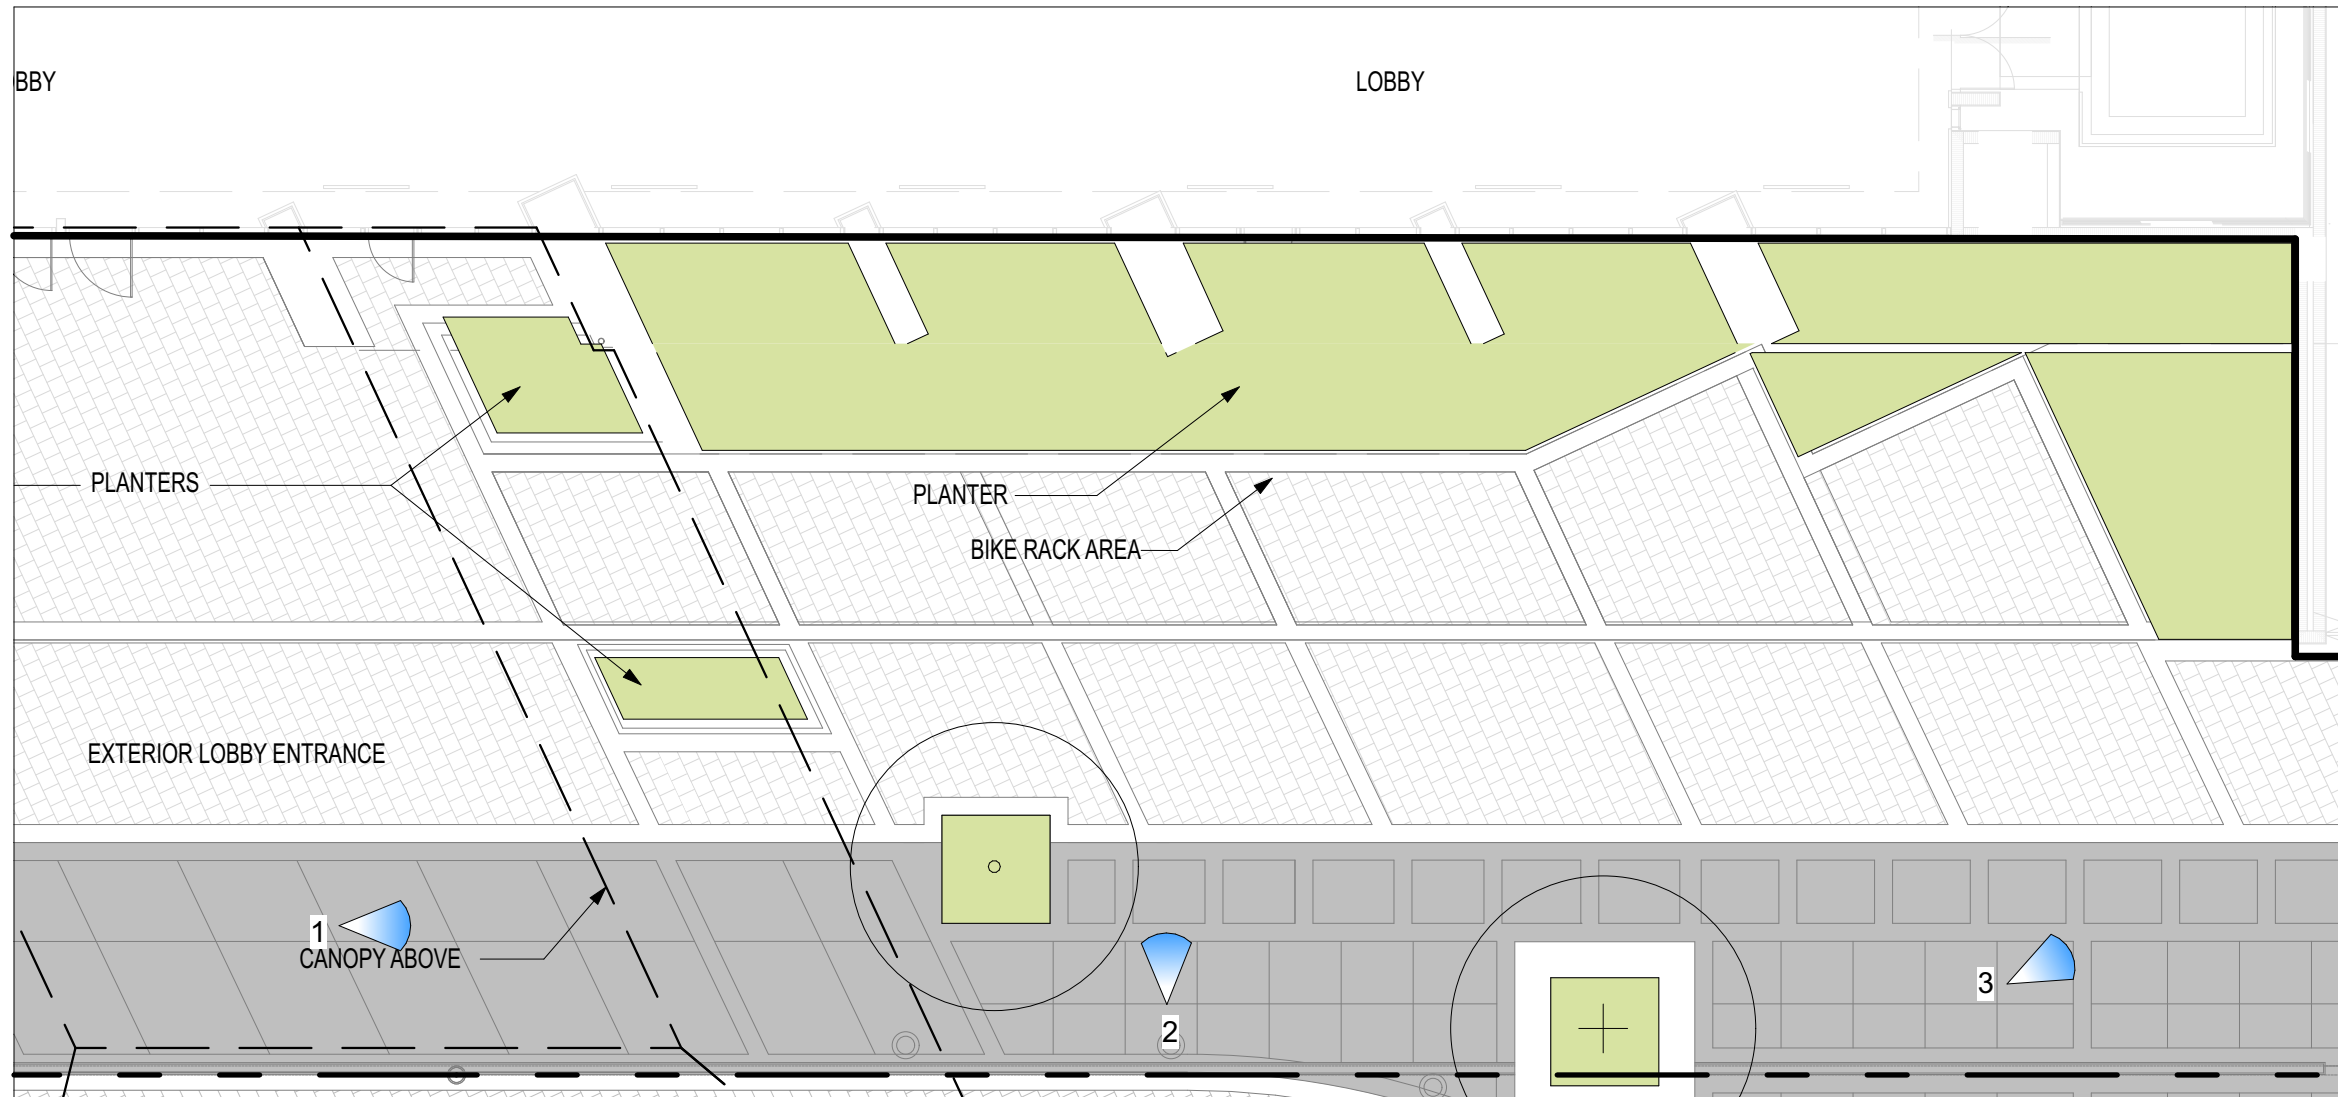 BBY
LOBBY
PLANTERS
PLANTER
BIKE RACK AREA
EXTERIOR LOBBY ENTRANCE
1
CANOPY ABOVE
2
3